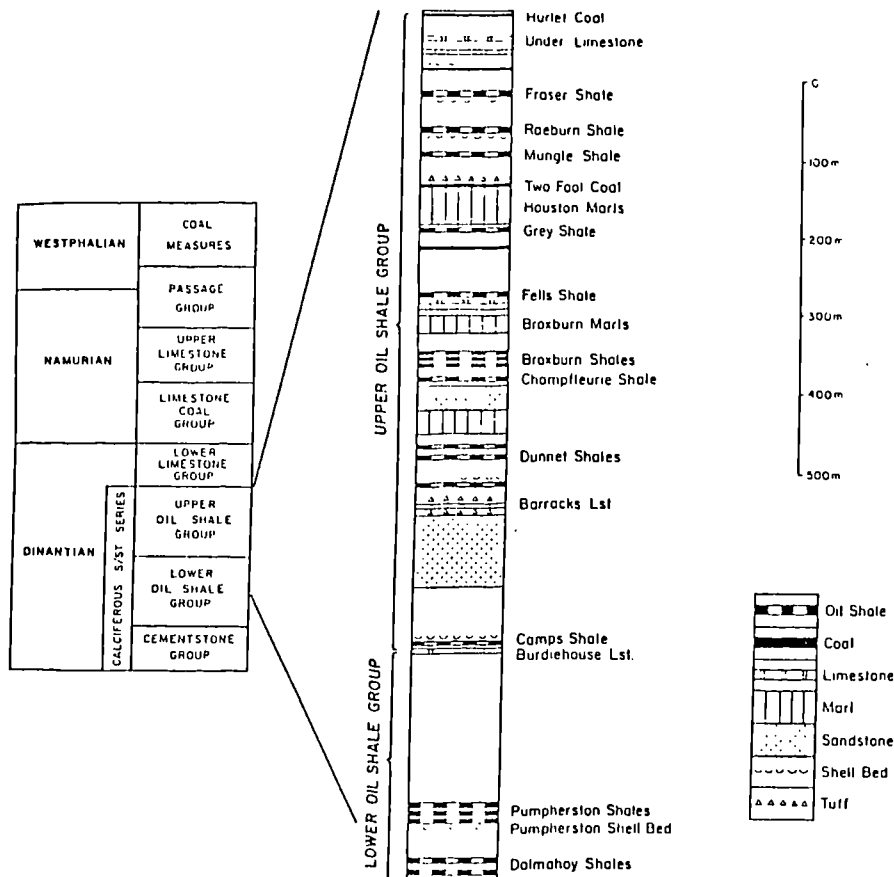 WESTPHALIAN
COAL
MEASURES
PASSAGE
GROUP
NAMURIAN
UPPER
LIMESTONE
GROUP
LIMESTONE
COAL
GROUP
LOWER
LIMESTONE
GROUP
DINANTIAN
CALCIFEROUS S/ST SERIES
UPPER
OIL SHALE
GROUP
LOWER
OIL SHALE
GROUP
CEMENTSTONE
GROUP
UPPER OIL SHALE GROUP
LOWER OIL SHALE GROUP
Hurlet Coal
Under Limestone
Fraser Shale
Raeburn Shale
Mungle Shale
Two Foot Coal
Houston Marls
Grey Shale
Fells Shale
Broxburn Marls
Broxburn Shales
Champfleurie Shale
Dunnet Shales
Barracks Lst
Camps Shale
Burdiehouse Lst.
Pumpherston Shales
Pumpherston Shell Bed
Dalmahoy Shales
0
100m
200m
300m
400m
500m
Oil Shale
Coal
Limestone
Marl
Sandstone
Shell Bed
Tuff